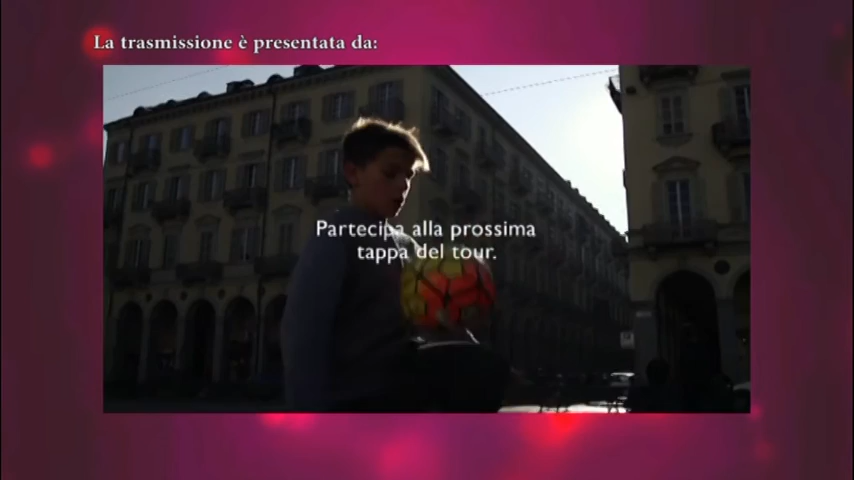 La trasmissione è presentata da:
Partecipa alla prossima
tappa del tour.